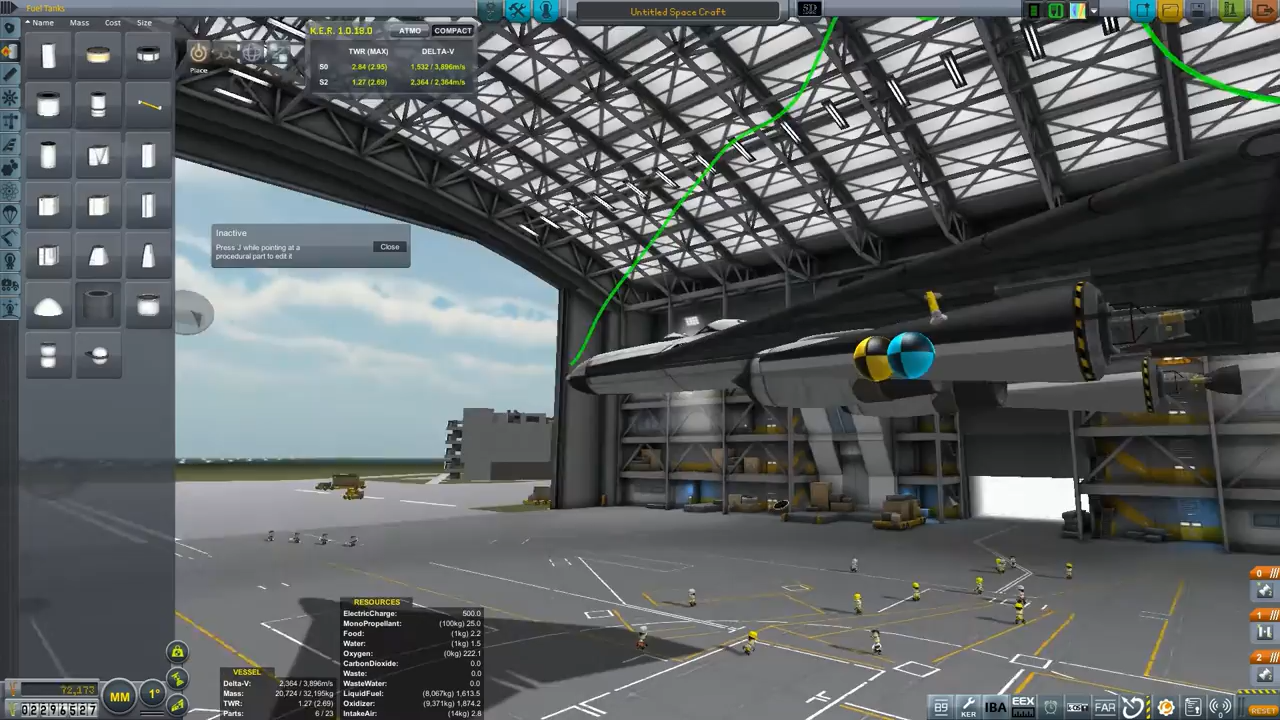 Fuel Tanks
Untitled Space Craft
Name Mass Cost Size
Place
K.E.R. 1.0.18.0 ATMO COMPACT
TWR (MAX) DELTA-V
S0 2.84 (2.95) 1,532 / 3,896m/s
S2 1.27 (2.69) 2,364 / 2,364m/s
Inactive
Press J while pointing at a
procedural part to edit it
Close
RESOURCES
ElectricCharge: 500.0
MonoPropellant: (100kg) 25.0
Food: (1kg) 2.2
Water: (1kg) 1.5
Oxygen: (0kg) 222.1
CarbonDioxide: 0.0
Waste: 0.0
WasteWater: 0.0
LiquidFuel: (8,067kg) 1,613.5
Oxidizer: (9,371kg) 1,874.2
IntakeAir: (14kg) 2.8
VESSEL
Delta-V: 2,364 / 3,896m/s
Mass: 20,724 / 32,195kg
TWR: 1.27 (2.69)
Parts: 6 / 23
02296527
MM
1°
0
1
2
KER
IBA
EEX
COST
FAR
0
RESET